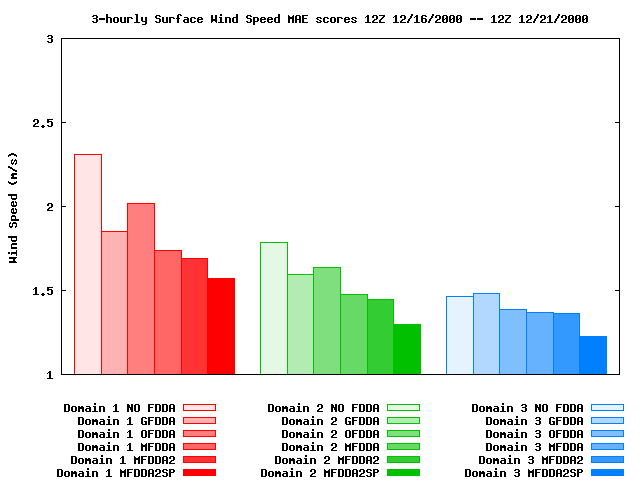 3-hourly Surface Wind Speed MAE scores 12Z 12/16/2000 -- 12Z 12/21/2000
3
2.5
2
1.5
1
Wind Speed (m/s)
Domain 1 NO FDDA Domain 2 NO FDDA Domain 3 NO FDDA
Domain 1 GFDDA Domain 2 GFDDA Domain 3 GFDDA
Domain 1 OFDDA Domain 2 OFDDA Domain 3 OFDDA
Domain 1 MFDDA Domain 2 MFDDA Domain 3 MFDDA
Domain 1 MFDDA2 Domain 2 MFDDA2 Domain 3 MFDDA2
Domain 1 MFDDA2SP Domain 2 MFDDA2SP Domain 3 MFDDA2SP